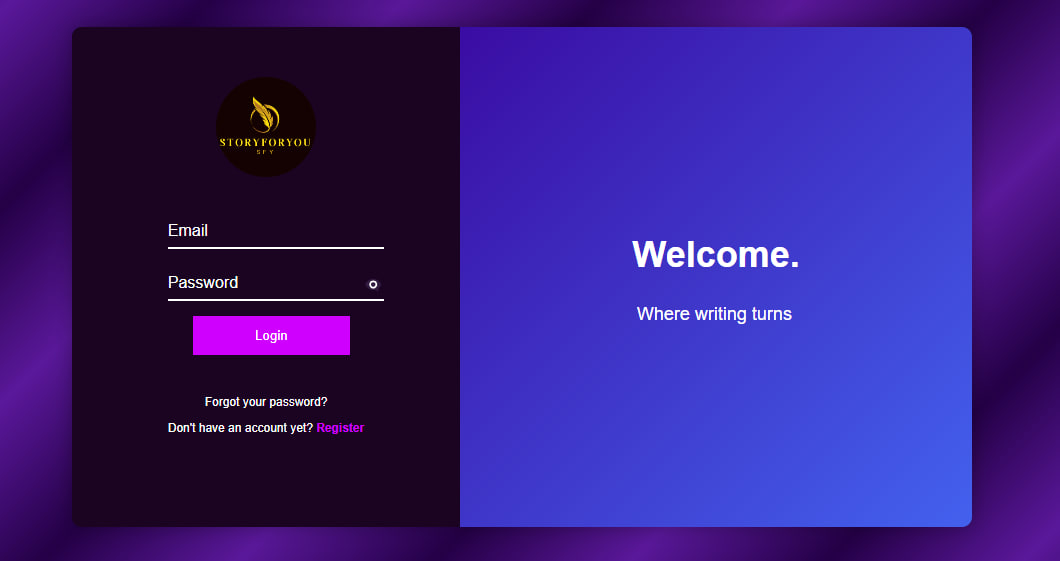 STORYFORYOU
SFY
Email
Password
Login
Forgot your password?
Don't have an account yet? Register
Welcome.
Where writing turns